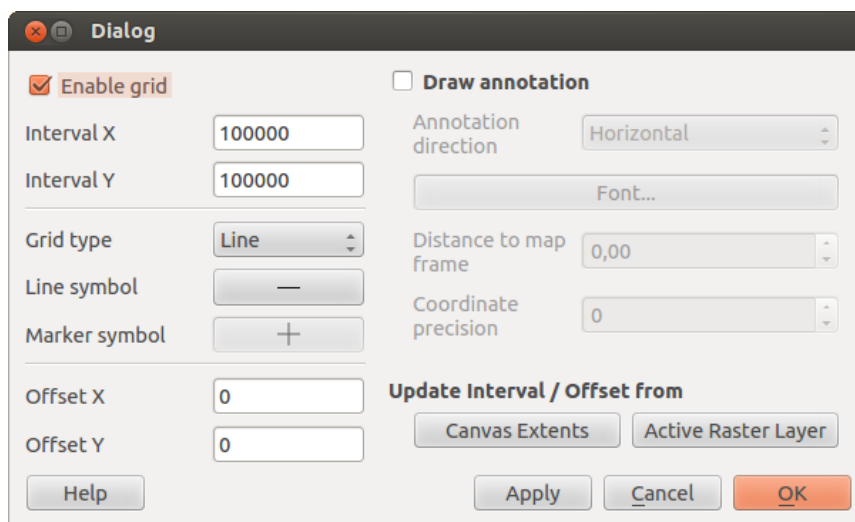 Dialog
Enable grid
Interval X 100000
Interval Y 100000
Grid type Line
Line symbol
Marker symbol
Offset X 0
Offset Y 0
Draw annotation
Annotation
direction
Horizontal
Font...
Distance to map
frame
0,00
Coordinate
precision
0
Update Interval / Offset from
Canvas Extents Active Raster Layer
Help Apply Cancel OK